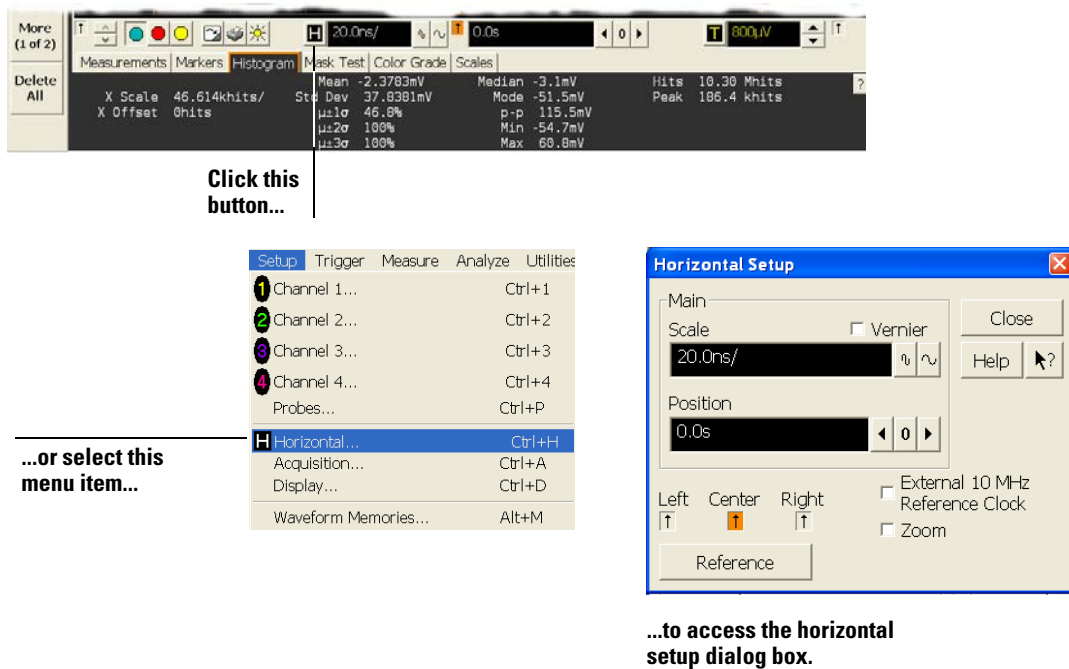 More
(1 of 2)
Delete
All
H 20.0ns/ 0.0s 0 T 800µV
Measurements Markers Histogram Mask Test Color Grade Scales
Mean -2.3783mV Median -3.1mV Hits 10.30 Mhits ?
X Scale 46.614khits/ Std Dev 37.8381mV Mode -51.5mV Peak 186.4 khits
X Offset 0hits µ±1σ 46.8% p-p 115.5mV
µ±2σ 100% Min -54.7mV
µ±3σ 100% Max 60.8mV
Click this
button...
Setup Trigger Measure Analyze Utilities
1 Channel 1... Ctrl+1
2 Channel 2... Ctrl+2
3 Channel 3... Ctrl+3
4 Channel 4... Ctrl+4
Probes... Ctrl+P
H Horizontal... Ctrl+H
Acquisition... Ctrl+A
Display... Ctrl+D
Waveform Memories... Alt+M
...or select this
menu item...
Horizontal Setup
Main
Scale Vernier
20.0ns/
Position
0.0s 0
Close
Help ?
Left Center Right
External 10 MHz
Reference Clock
Zoom
Reference
...to access the horizontal
setup dialog box.